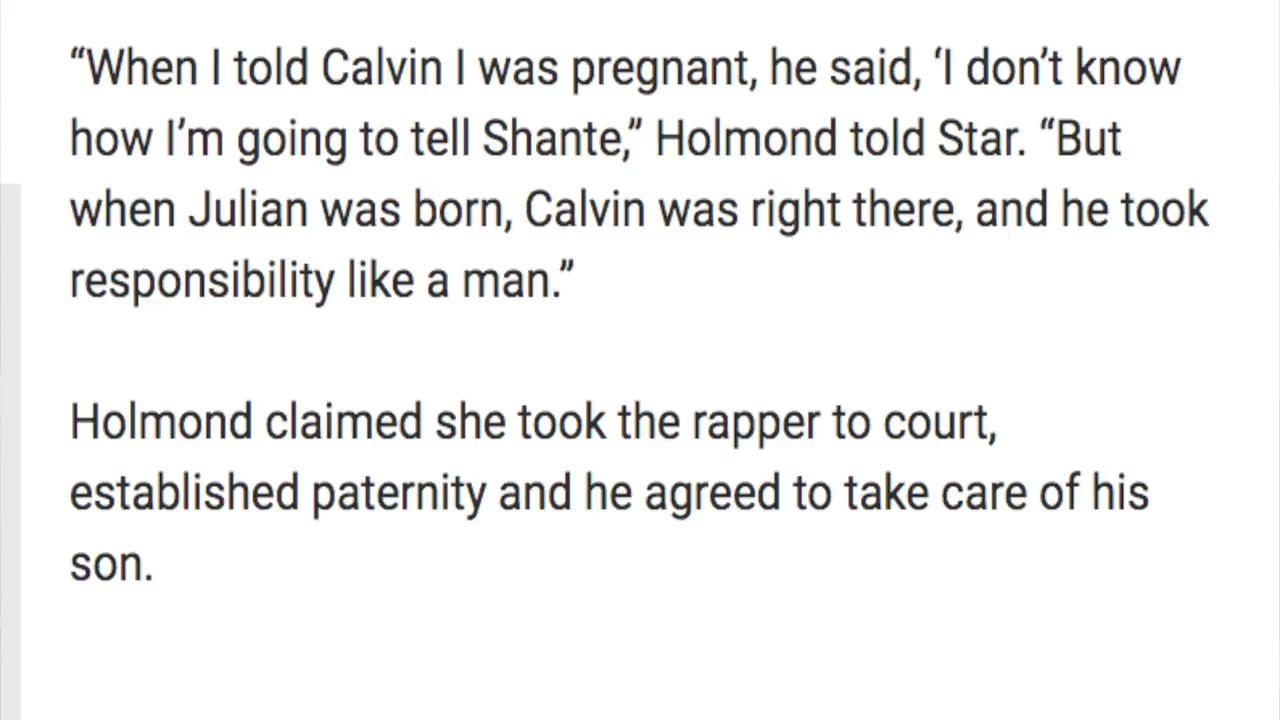 “When I told Calvin I was pregnant, he said, ‘I don’t know
how I’m going to tell Shante,” Holmond told Star. “But
when Julian was born, Calvin was right there, and he took
responsibility like a man.”
Holmond claimed she took the rapper to court,
established paternity and he agreed to take care of his
son.